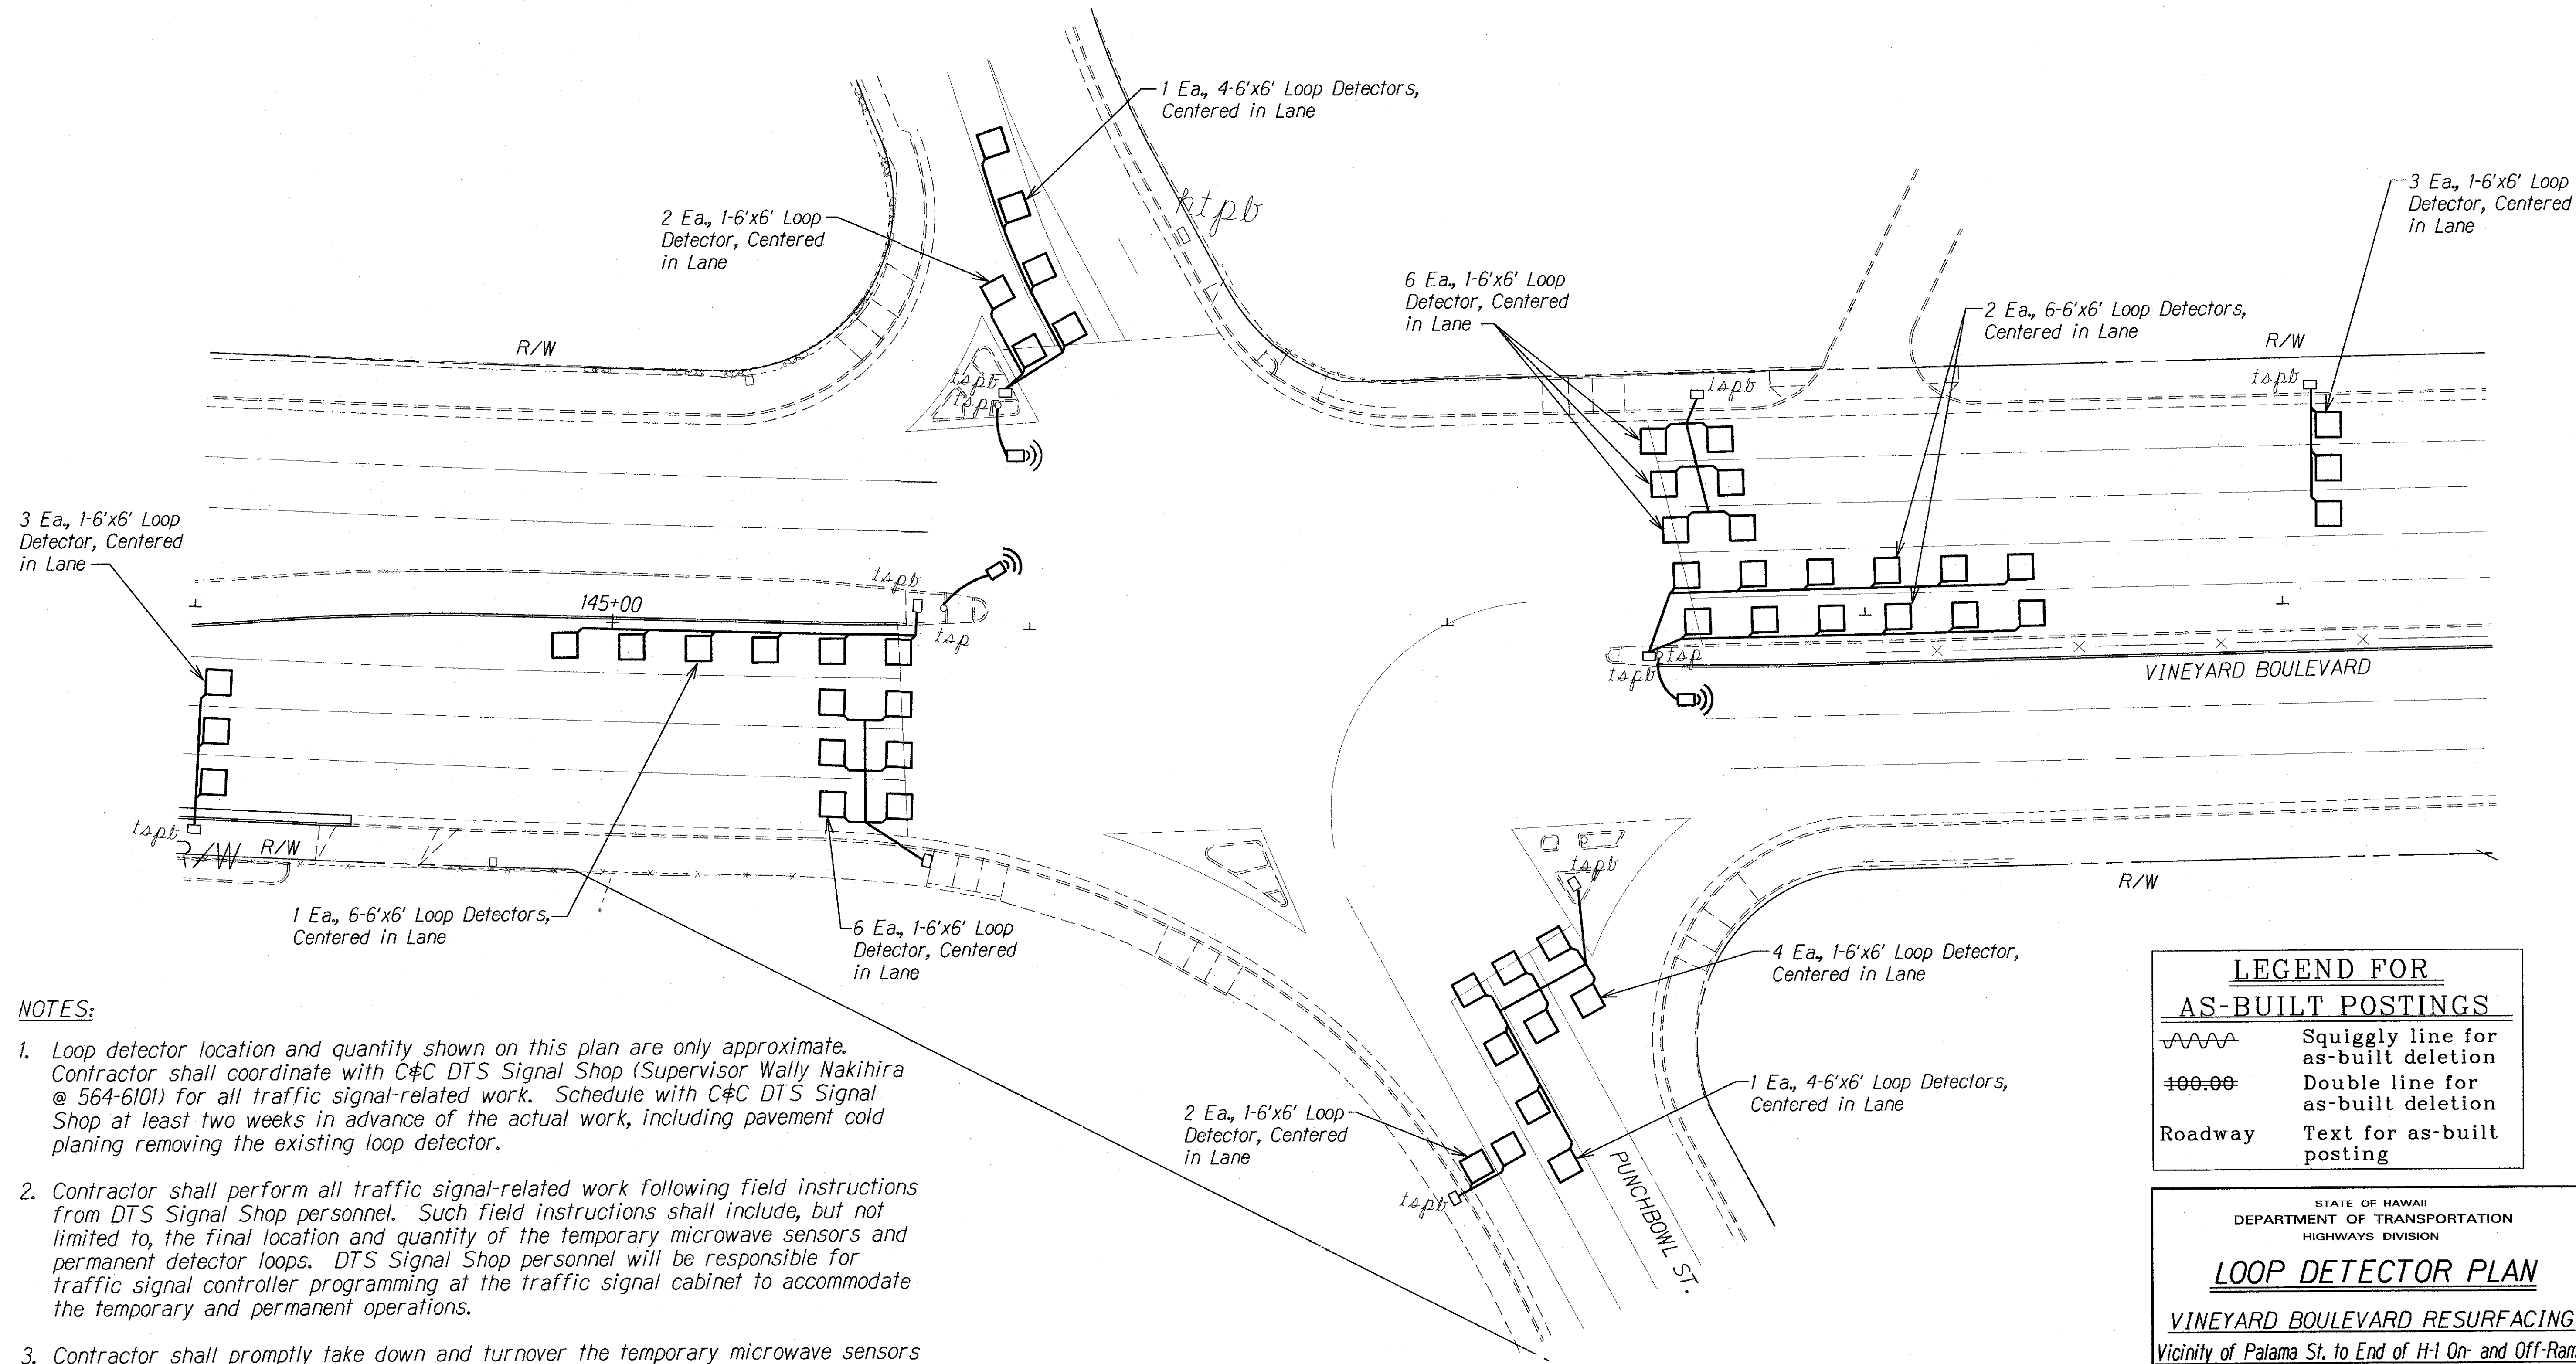 1 Ea., 4-6'x6' Loop Detectors,
Centered in Lane
2 Ea., 1-6'x6' Loop
Detector, Centered
in Lane
htpb
3 Ea., 1-6'x6' Loop
Detector, Centered
in Lane
6 Ea., 1-6'x6' Loop
Detector, Centered
in Lane
2 Ea., 6-6'x6' Loop Detectors,
Centered in Lane
R/W
R/W
tspb
tsp
tspb
tspb
3 Ea., 1-6'x6' Loop
Detector, Centered
in Lane
tspb
145+00
tsp
tsp
tspb
VINEYARD BOULEVARD
tspb
R/W
R/W
tspb
R/W
1 Ea., 6-6'x6' Loop Detectors,
Centered in Lane
6 Ea., 1-6'x6' Loop
Detector, Centered
in Lane
4 Ea., 1-6'x6' Loop Detector,
Centered in Lane
1 Ea., 4-6'x6' Loop Detectors,
Centered in Lane
2 Ea., 1-6'x6' Loop
Detector, Centered
in Lane
tspb
PUNCHBOWL ST.
NOTES:
1. Loop detector location and quantity shown on this plan are only approximate.
Contractor shall coordinate with C&C DTS Signal Shop (Supervisor Wally Nakihira
@ 564-6101) for all traffic signal-related work. Schedule with C&C DTS Signal
Shop at least two weeks in advance of the actual work, including pavement cold
planing removing the existing loop detector.
2. Contractor shall perform all traffic signal-related work following field instructions
from DTS Signal Shop personnel. Such field instructions shall include, but not
limited to, the final location and quantity of the temporary microwave sensors and
permanent detector loops. DTS Signal Shop personnel will be responsible for
traffic signal controller programming at the traffic signal cabinet to accommodate
the temporary and permanent operations.
3. Contractor shall promptly take down and turnover the temporary microwave sensors
LEGEND FOR
AS-BUILT POSTINGS
Squiggly line for
as-built deletion
100.00 Double line for
as-built deletion
Roadway Text for as-built
posting
STATE OF HAWAII
DEPARTMENT OF TRANSPORTATION
HIGHWAYS DIVISION
LOOP DETECTOR PLAN
VINEYARD BOULEVARD RESURFACING
Vicinity of Palama St. to End of H-1 On- and Off-Ram